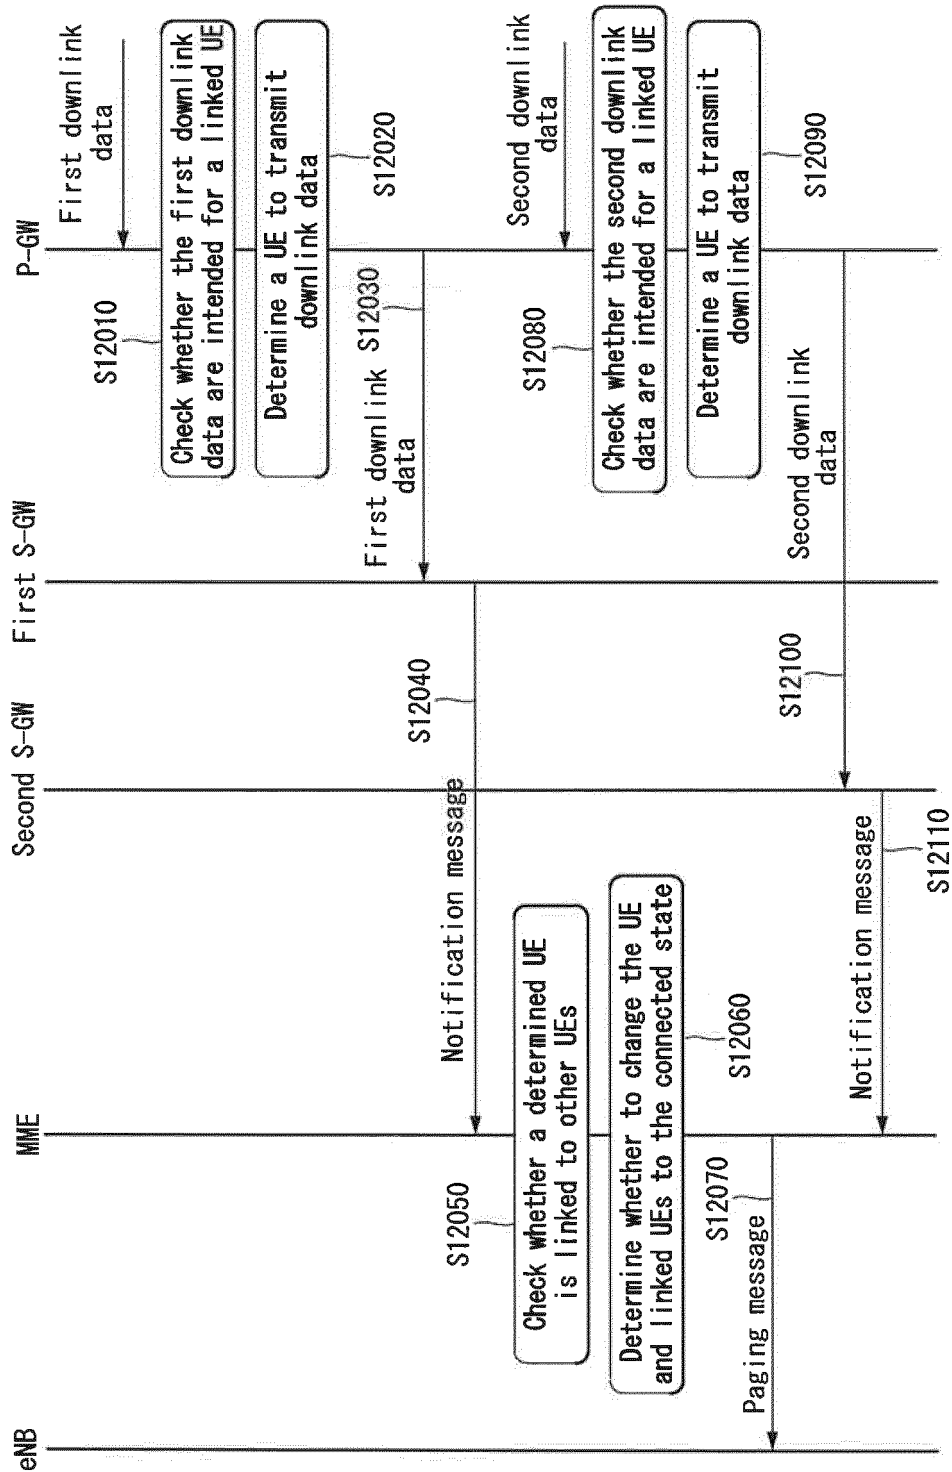 eNB
MME
Second S-GW
First S-GW
P-GW
First downlink
data
S12010
Check whether the first downlink
data are intended for a linked UE
Determine a UE to transmit
downlink data
S12020
First downlink
data
S12030
S12040
Notification message
S12050
Check whether a determined UE
is linked to other UEs
Second downlink
data
S12080
Check whether the second downlink
data are intended for a linked UE
Determine whether to change the UE
and linked UEs to the connected state
S12060
Determine a UE to transmit
downlink data
S12090
S12070
Paging message
Second downlink
data
S12100
Notification message
S12110